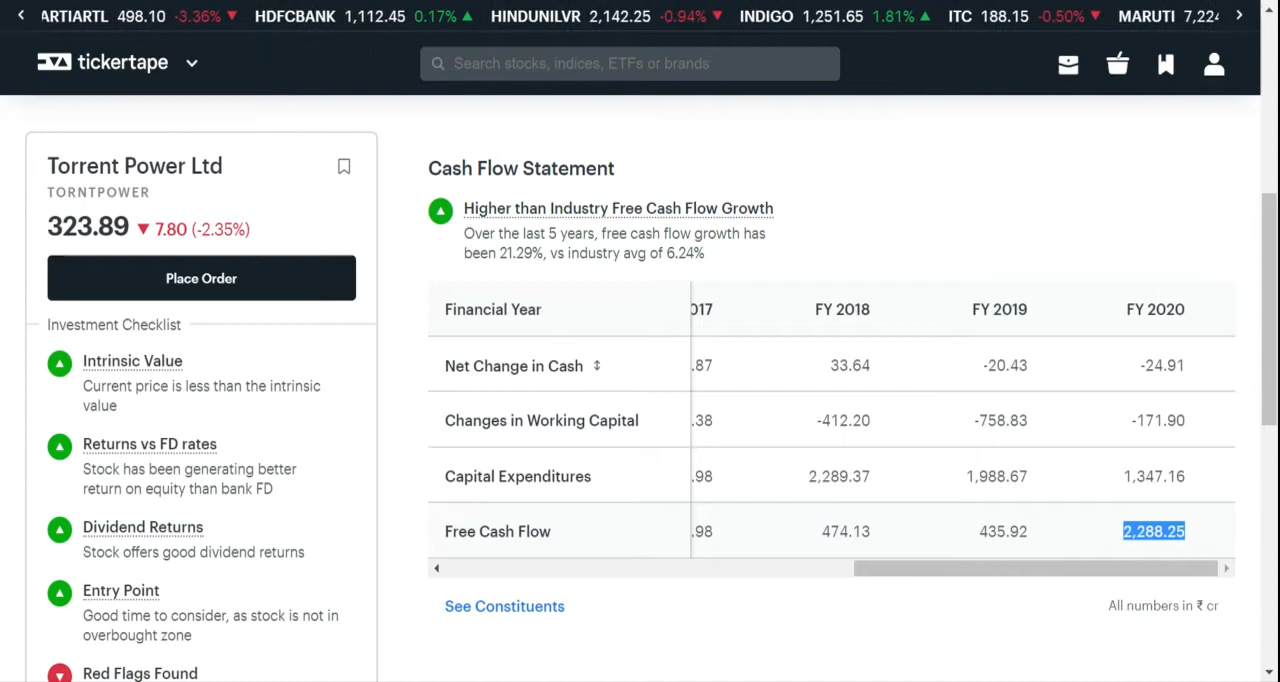 ARTIARTL 498.10 -3.36% ▼ HDFCBANK 1,112.45 0.17% ▲ HINDUNILVR 2,142.25 -0.94% ▼ INDIGO 1,251.65 1.81% ▲ ITC 188.15 -0.50% ▼ MARUTI 7,224
tickertape
Search stocks, indices, ETFs or brands
Torrent Power Ltd
TORNTPOWER
323.89 ▼ 7.80 (-2.35%)
Place Order
Investment Checklist
Intrinsic Value
Current price is less than the intrinsic
value
Returns vs FD rates
Stock has been generating better
return on equity than bank FD
Dividend Returns
Stock offers good dividend returns
Entry Point
Good time to consider, as stock is not in
overbought zone
Red Flags Found
Cash Flow Statement
Higher than Industry Free Cash Flow Growth
Over the last 5 years, free cash flow growth has
been 21.29%, vs industry avg of 6.24%
Financial Year 017 FY 2018 FY 2019 FY 2020
Net Change in Cash .87 33.64 -20.43 -24.91
Changes in Working Capital .38 -412.20 -758.83 -171.90
Capital Expenditures .98 2,289.37 1,988.67 1,347.16
Free Cash Flow .98 474.13 435.92 2,288.25
See Constituents
All numbers in ₹ cr